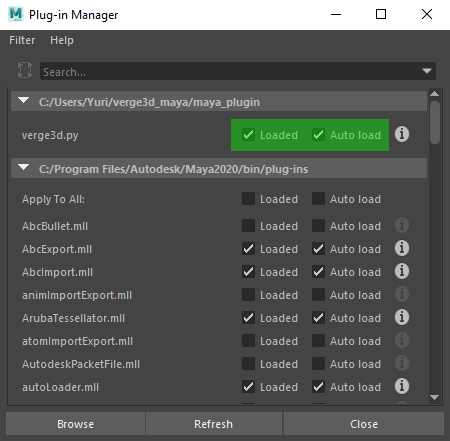 Plug-in Manager
Filter Help
Search...
C:/Users/Yuri/verge3d_maya/maya_plugin
verge3d.py Loaded Auto load
C:/Program Files/Autodesk/Maya2020/bin/plug-ins
Apply To All: Loaded Auto load
AbcBullet.mll Loaded Auto load
AbcExport.mll Loaded Auto load
AbcImport.mll Loaded Auto load
animImportExport.mll Loaded Auto load
ArubaTessellator.mll Loaded Auto load
atomImportExport.mll Loaded Auto load
AutodeskPacketFile.mll Loaded Auto load
autoLoader.mll Loaded Auto load
Browse Refresh Close